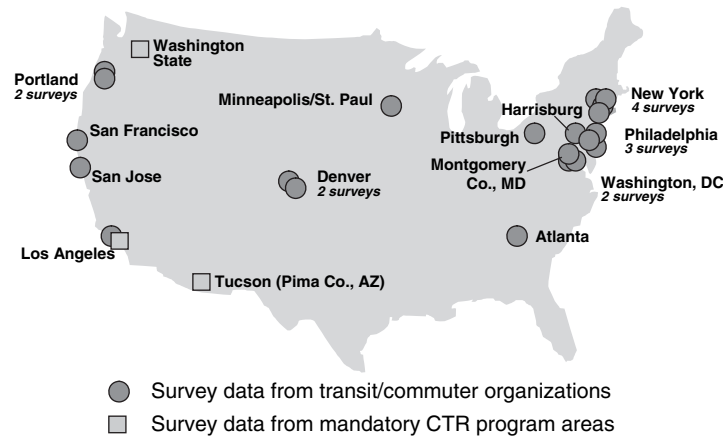 Washington
State
Portland
2 surveys
Minneapolis/St. Paul
New York
4 surveys
Harrisburg
San Francisco
Pittsburgh
Philadelphia
3 surveys
Montgomery
Co., MD
San Jose
Denver
2 surveys
Washington, DC
2 surveys
Los Angeles
Atlanta
Tucson (Pima Co., AZ)
Survey data from transit/commuter organizations
Survey data from mandatory CTR program areas